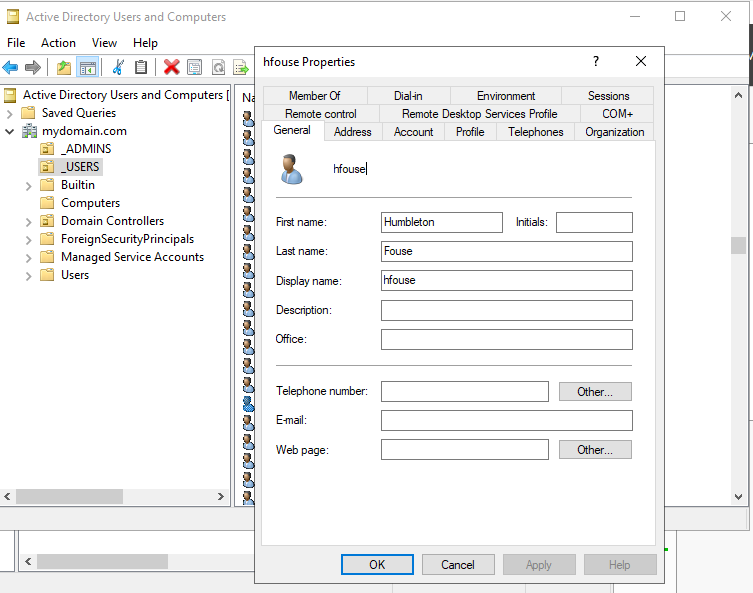 Active Directory Users and Computers
File Action View Help
Active Directory Users and Computers [
Saved Queries
mydomain.com
_ADMINS
_USERS
Builtin
Computers
Domain Controllers
ForeignSecurityPrincipals
Managed Service Accounts
Users
Na
hfouse Properties
?
Member Of Dial-in Environment Sessions
Remote control Remote Desktop Services Profile COM+
General Address Account Profile Telephones Organization
hfouse
First name: Humbleton Initials:
Last name: Fouse
Display name: hfouse
Description:
Office:
Telephone number: Other...
E-mail:
Web page: Other...
OK Cancel Apply Help